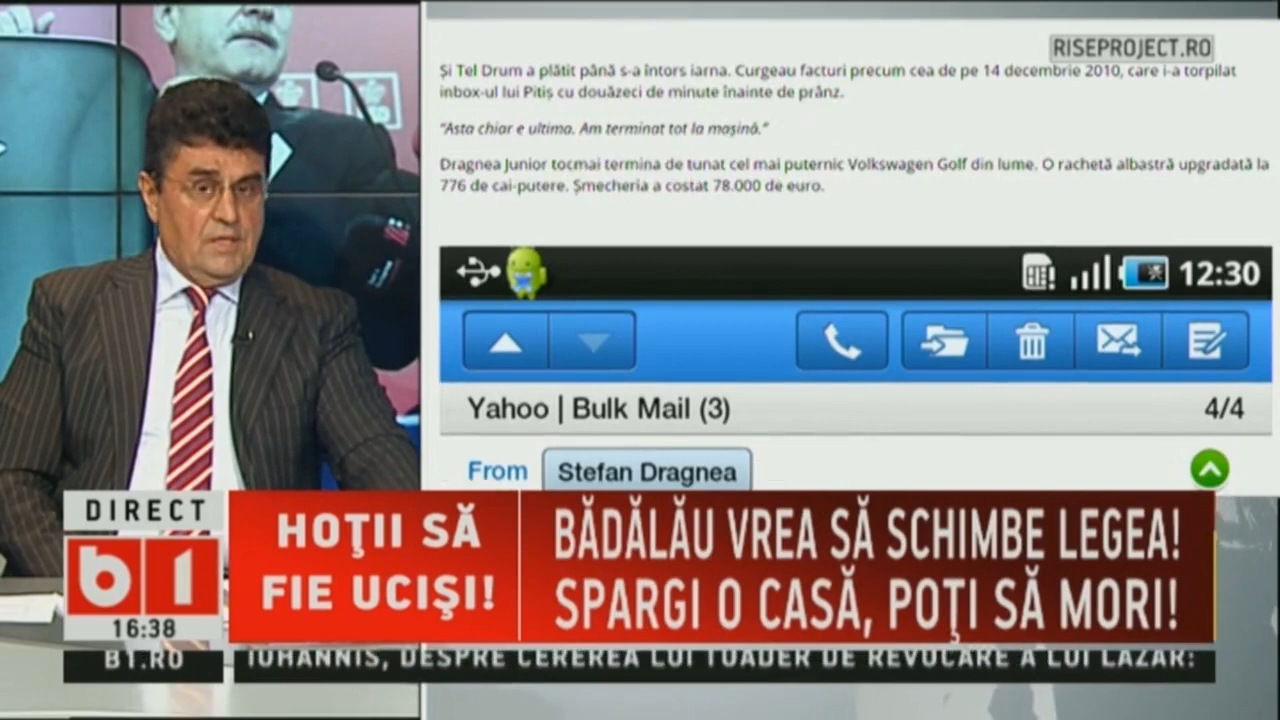 RISEPROJECT.RO
Și Tel Drum a plătit până s-a întors iarna. Curgeau facturi precum cea de pe 14 decembrie 2010, care i-a torpilat
inbox-ul lui Pitiș cu douăzeci de minute înainte de prânz.
“Asta chiar e ultima. Am terminat tot la mașină.”
Dragnea Junior tocmai termina de tunat cel mai puternic Volkswagen Golf din lume. O rachetă albastră upgradată la
776 de cai-putere. Șmecheria a costat 78.000 de euro.
12:30
Yahoo | Bulk Mail (3)
4/4
From
Stefan Dragnea
DIRECT
b1
16:38
B1.RO
HOŢII SĂ
FIE UCIŞI!
BĂDĂLĂU VREA SĂ SCHIMBE LEGEA!
SPARGI O CASĂ, POŢI SĂ MORI!
IOHANNIS, DESPRE CEREREA LUI TOADER DE REVOCARE A LUI LAZAR: